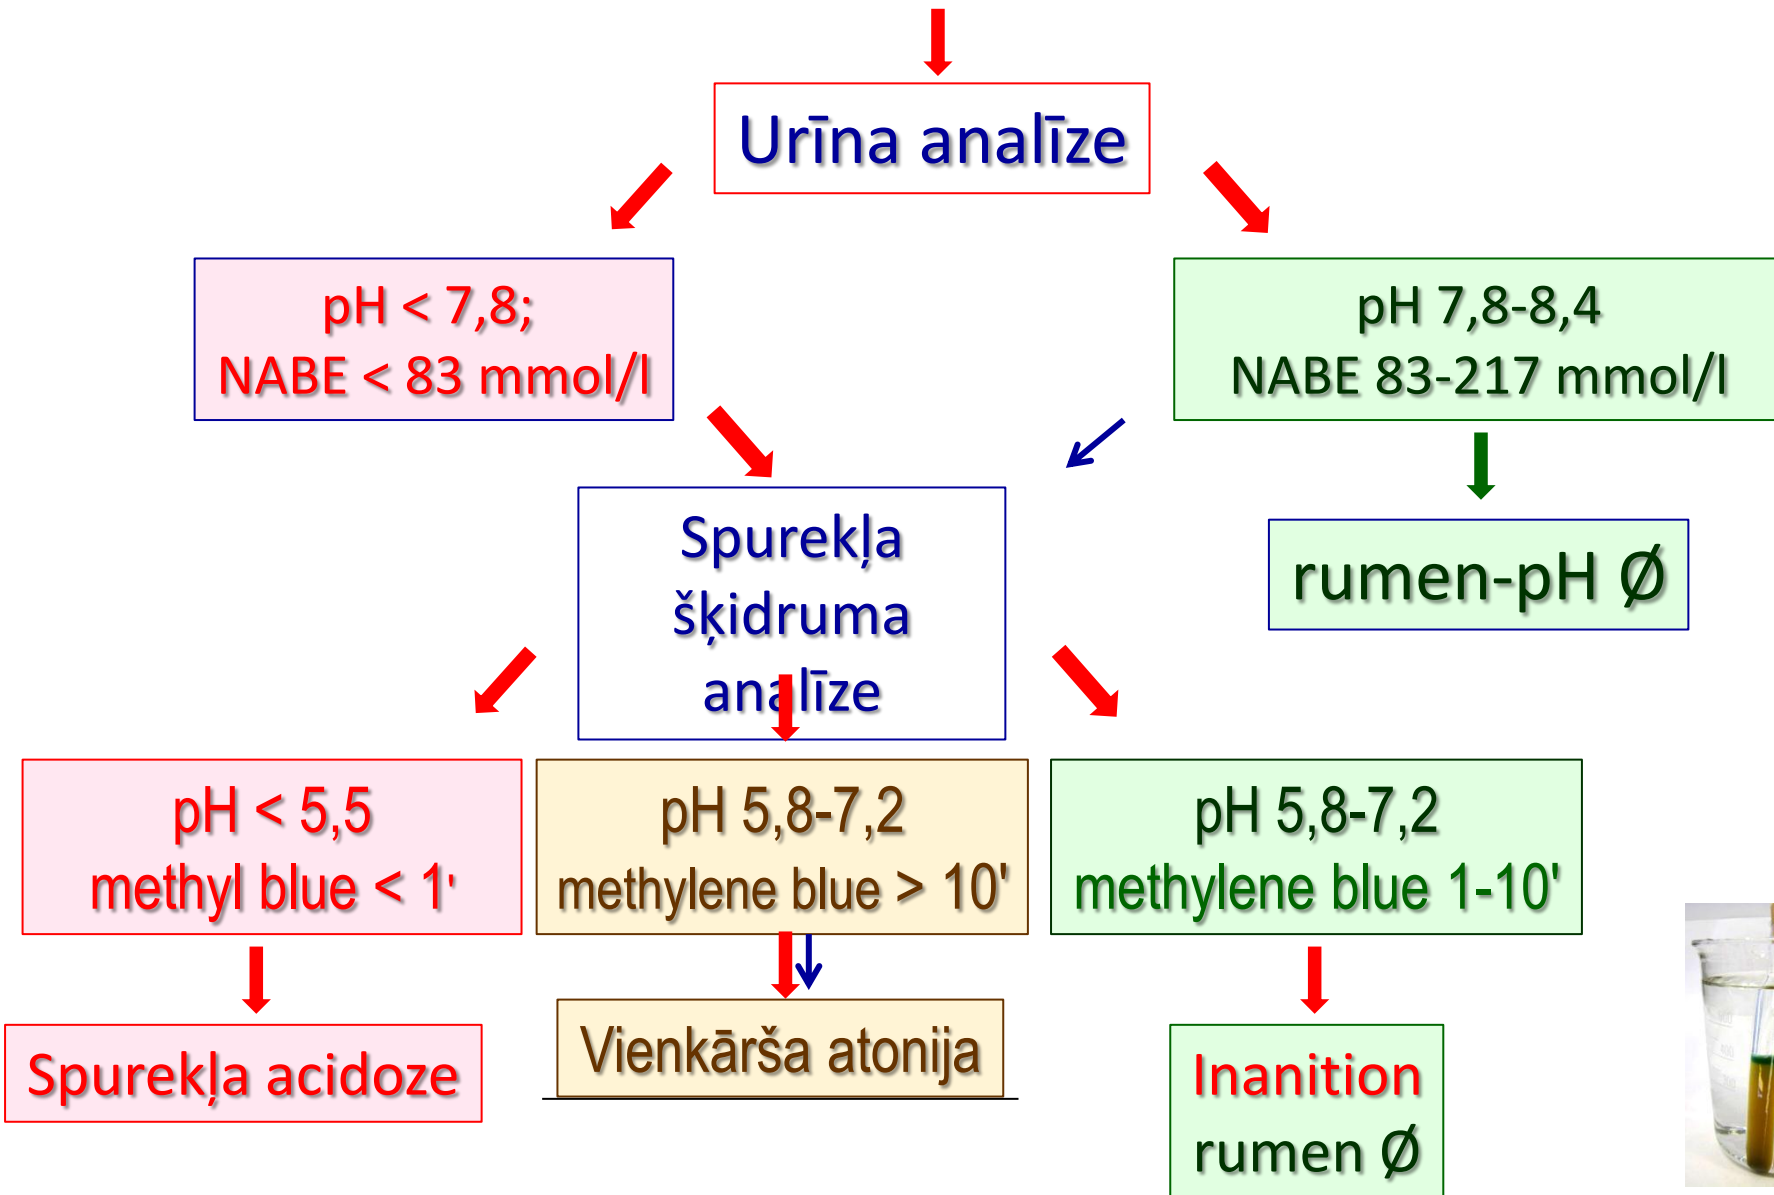 Urīna analīze
pH < 7,8;
NABE < 83 mmol/l
pH 7,8-8,4
NABE 83-217 mmol/l
Spurekļa
šķidruma
analīze
rumen-pH Ø
pH < 5,5
methyl blue < 1'
pH 5,8-7,2
methylene blue > 10'
pH 5,8-7,2
methylene blue 1-10'
Spurekļa acidoze
Vienkārša atonija
Inanition
rumen Ø